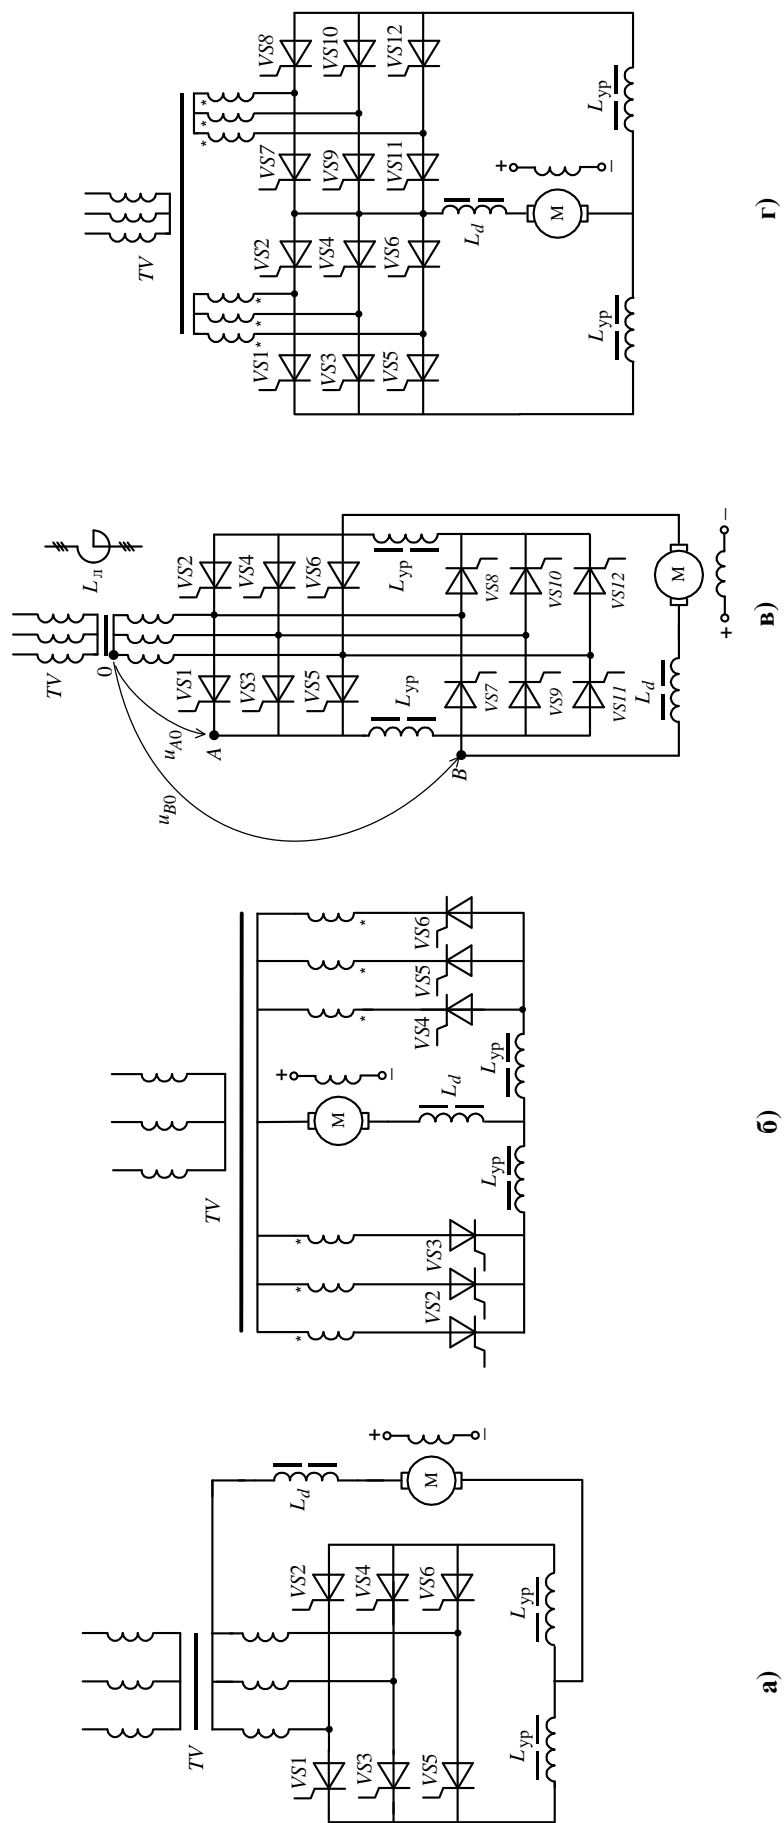 TV
VS1
VS3
VS5
VS2
VS4
VS6
L_ур
L_ур
L_d
M
+
–
а)
TV
*
*
*
*
*
*
VS2
VS3
VS4
VS5
VS6
L_ур
L_ур
L_d
M
+
–
б)
TV
L_л
0
u_A0
u_B0
A
B
VS1
VS3
VS5
VS2
VS4
VS6
L_ур
L_ур
VS7
VS9
VS11
VS8
VS10
VS12
L_d
M
+
–
в)
TV
*
*
*
*
*
*
VS1
VS3
VS5
VS2
VS4
VS6
VS7
VS9
VS11
VS8
VS10
VS12
L_d
M
+
–
L_ур
L_ур
г)